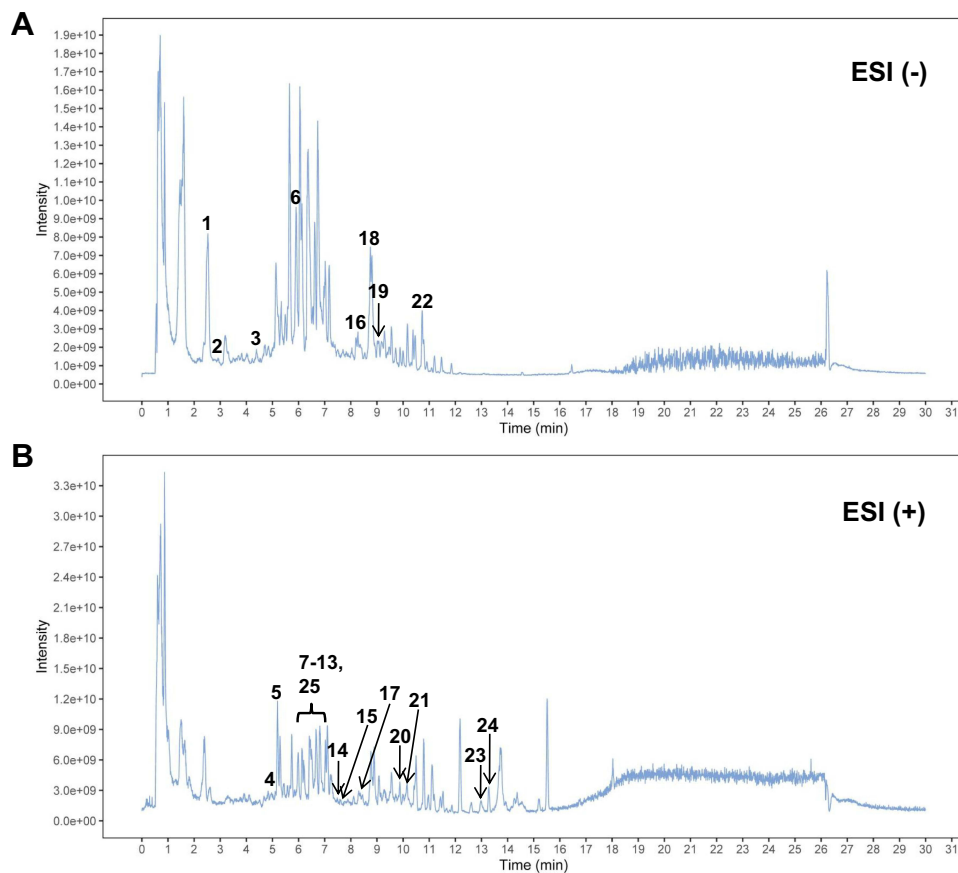 A
ESI (-)
Intensity
1.9e+10
1.8e+10
1.7e+10
1.6e+10
1.5e+10
1.4e+10
1.3e+10
1.2e+10
1.1e+10
1.0e+10
9.0e+09
8.0e+09
7.0e+09
6.0e+09
5.0e+09
4.0e+09
3.0e+09
2.0e+09
1.0e+09
0.0e+00
1
2
3
6
16
18
19
22
0 1 2 3 4 5 6 7 8 9 10 11 12 13 14 15 16 17 18 19 20 21 22 23 24 25 26 27 28 29 30 31
Time (min)
B
ESI (+)
Intensity
3.3e+10
3.0e+10
2.7e+10
2.4e+10
2.1e+10
1.8e+10
1.5e+10
1.2e+10
9.0e+09
6.0e+09
3.0e+09
0.0e+00
4
5
7-13,
25
14
15
17
20
21
23
24
0 1 2 3 4 5 6 7 8 9 10 11 12 13 14 15 16 17 18 19 20 21 22 23 24 25 26 27 28 29 30 31
Time (min)